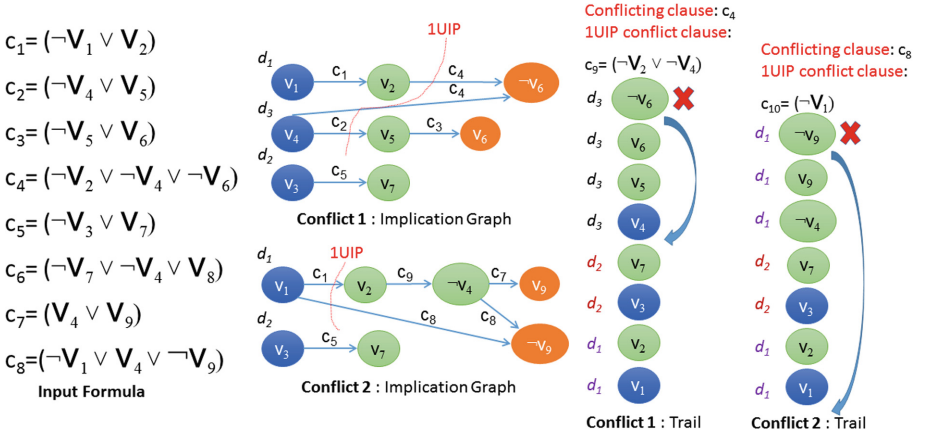 c₁= (¬V₁ ∨ V₂)
c₂= (¬V₄ ∨ V₅)
c₃= (¬V₅ ∨ V₆)
c₄= (¬V₂ ∨ ¬V₄ ∨ ¬V₆)
c₅= (¬V₃ ∨ V₇)
c₆= (¬V₇ ∨ ¬V₄ ∨ V₈)
c₇= (V₄ ∨ V₉)
c₈=(¬V₁ ∨ V₄ ∨ ¬V₉)
Input Formula
1UIP
d₁
V₁ c₁ V₂ c₄ ¬V₆
c₄
d₃
V₄ c₂ V₅ c₃ V₆
d₂
V₃ c₅ V₇
Conflict 1 : Implication Graph
1UIP
d₁
V₁ c₁ V₂ c₉ ¬V₄ c₇ V₉
c₈ c₈
¬V₉
d₂
V₃ c₅ V₇
Conflict 2 : Implication Graph
Conflicting clause: c₄
1UIP conflict clause:
c₉= (¬V₂ ∨ ¬V₄)
d₃ ¬V₆
d₃ V₆
d₃ V₅
d₃ V₄
d₂ V₇
d₂ V₃
d₁ V₂
d₁ V₁
Conflict 1 : Trail
Conflicting clause: c₈
1UIP conflict clause:
c₁₀= (¬V₁)
d₁ ¬V₉
d₁ V₉
d₁ ¬V₄
d₂ V₇
d₂ V₃
d₁ V₂
d₁ V₁
Conflict 2 : Trail